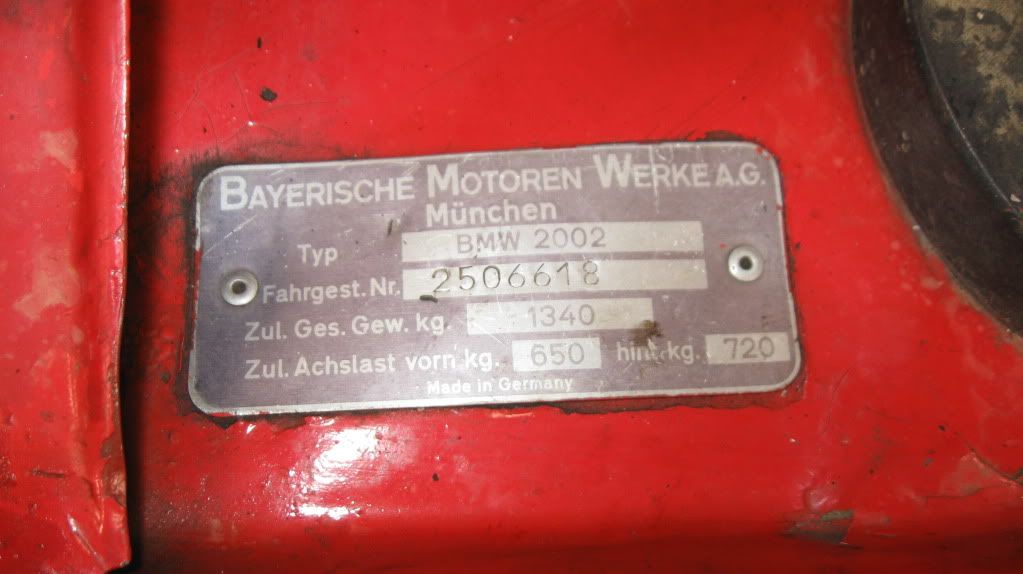 BAYERISCHE MOTOREN WERKE A.G.
München
Typ BMW 2002
Fahrgest. Nr. 2506618
Zul. Ges. Gew. kg. 1340
Zul. Achslast vorn kg. 650 hint. kg. 720
Made in Germany